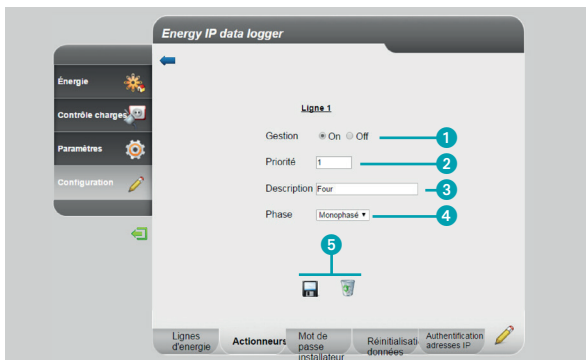 Energy IP data logger
Énergie
Contrôle charges
Paramètres
Configuration
Ligne 1
Gestion On Off 1
Priorité 1 2
Description Four 3
Phase Monophasé 4
5
Lignes d'energie
Actionneurs
Mot de passe installateur
Réinitialisati données
Authentification adresses IP